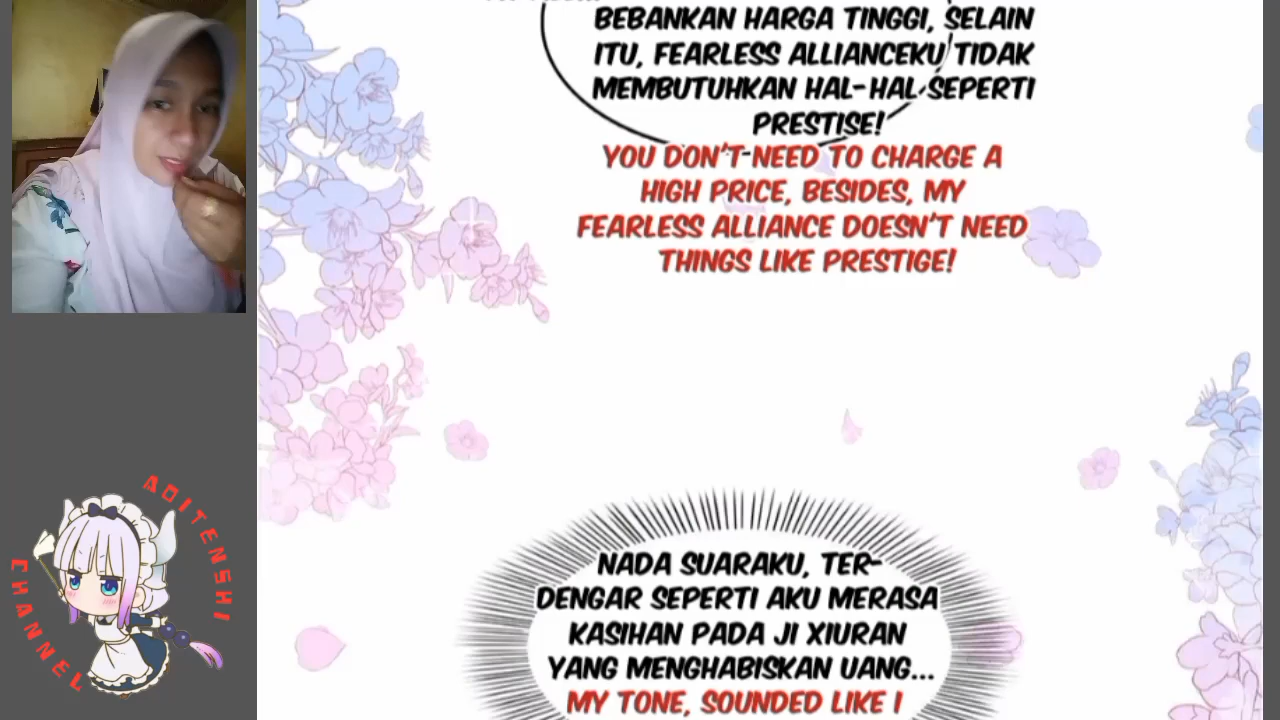 BEBANKAN HARGA TINGGI, SELAIN
ITU, FEARLESS ALLIANCEKU TIDAK
MEMBUTUHKAN HAL-HAL SEPERTI
PRESTISE!
YOU DON'T NEED TO CHARGE A
HIGH PRICE, BESIDES, MY
FEARLESS ALLIANCE DOESN'T NEED
THINGS LIKE PRESTIGE!
NADA SUARAKU, TER-
DENGAR SEPERTI AKU MERASA
KASIHAN PADA JI XIURAN
YANG MENGHABISKAN UANG...
MY TONE, SOUNDED LIKE I
AOITENSHI
CHANNEL